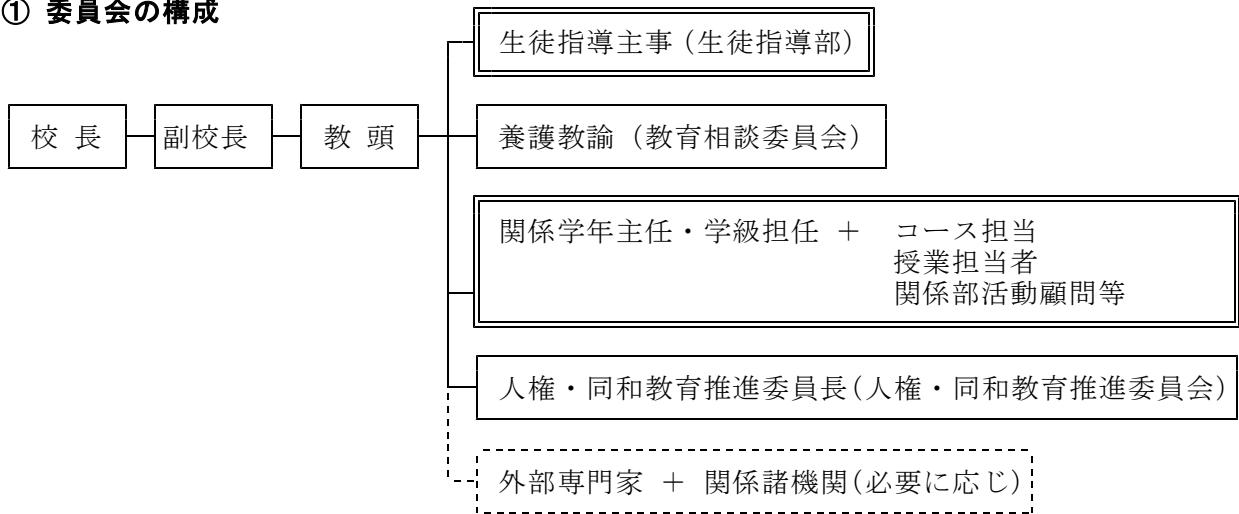 ① 委員会の構成
生徒指導主事(生徒指導部)
校 長
副校長
教 頭
養護教諭(教育相談委員会)
関係学年主任・学級担任 + コース担当
授業担当者
関係部活動顧問等
人権・同和教育推進委員長(人権・同和教育推進委員会)
外部専門家 + 関係諸機関(必要に応じ)